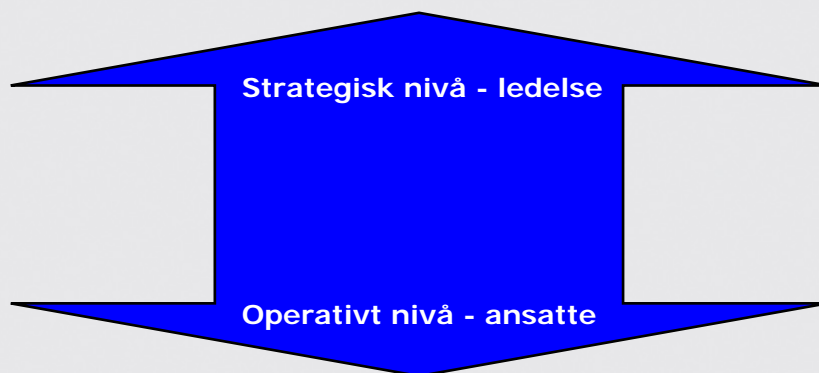 Strategisk nivå - ledelse
Operativt nivå - ansatte